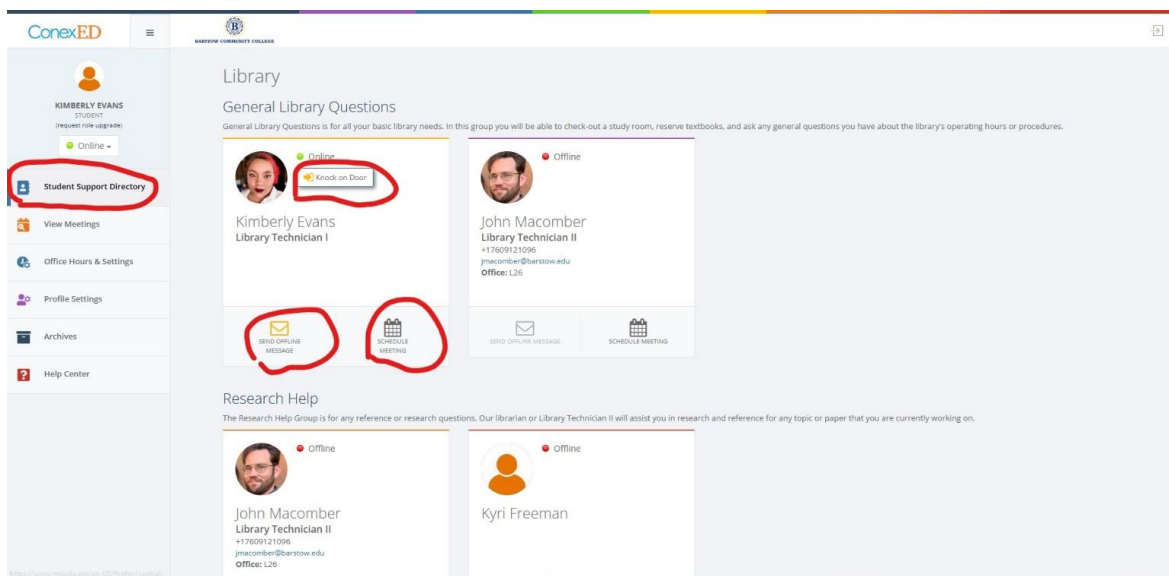 ConexED
BARSTOW COMMUNITY COLLEGE
KIMBERLY EVANS
STUDENT
(request role upgrade)
Online
Student Support Directory
View Meetings
Office Hours & Settings
Profile Settings
Archives
Help Center
Library
General Library Questions
General Library Questions is for all your basic library needs. In this group you will be able to check-out a study room, reserve textbooks, and ask any general questions you have about the library's operating hours or procedures.
Online
Knock on Door
Kimberly Evans
Library Technician I
SEND OFFLINE
MESSAGE
SCHEDULE
MEETING
Offline
John Macomber
Library Technician II
+17609121096
jmacomber@barstow.edu
Office: L26
SEND OFFLINE MESSAGE
SCHEDULE MEETING
Research Help
The Research Help Group is for any reference or research questions. Our librarian or Library Technician II will assist you in research and reference for any topic or paper that you are currently working on.
Offline
John Macomber
Library Technician II
+17609121096
jmacomber@barstow.edu
Office: L26
Offline
Kyri Freeman